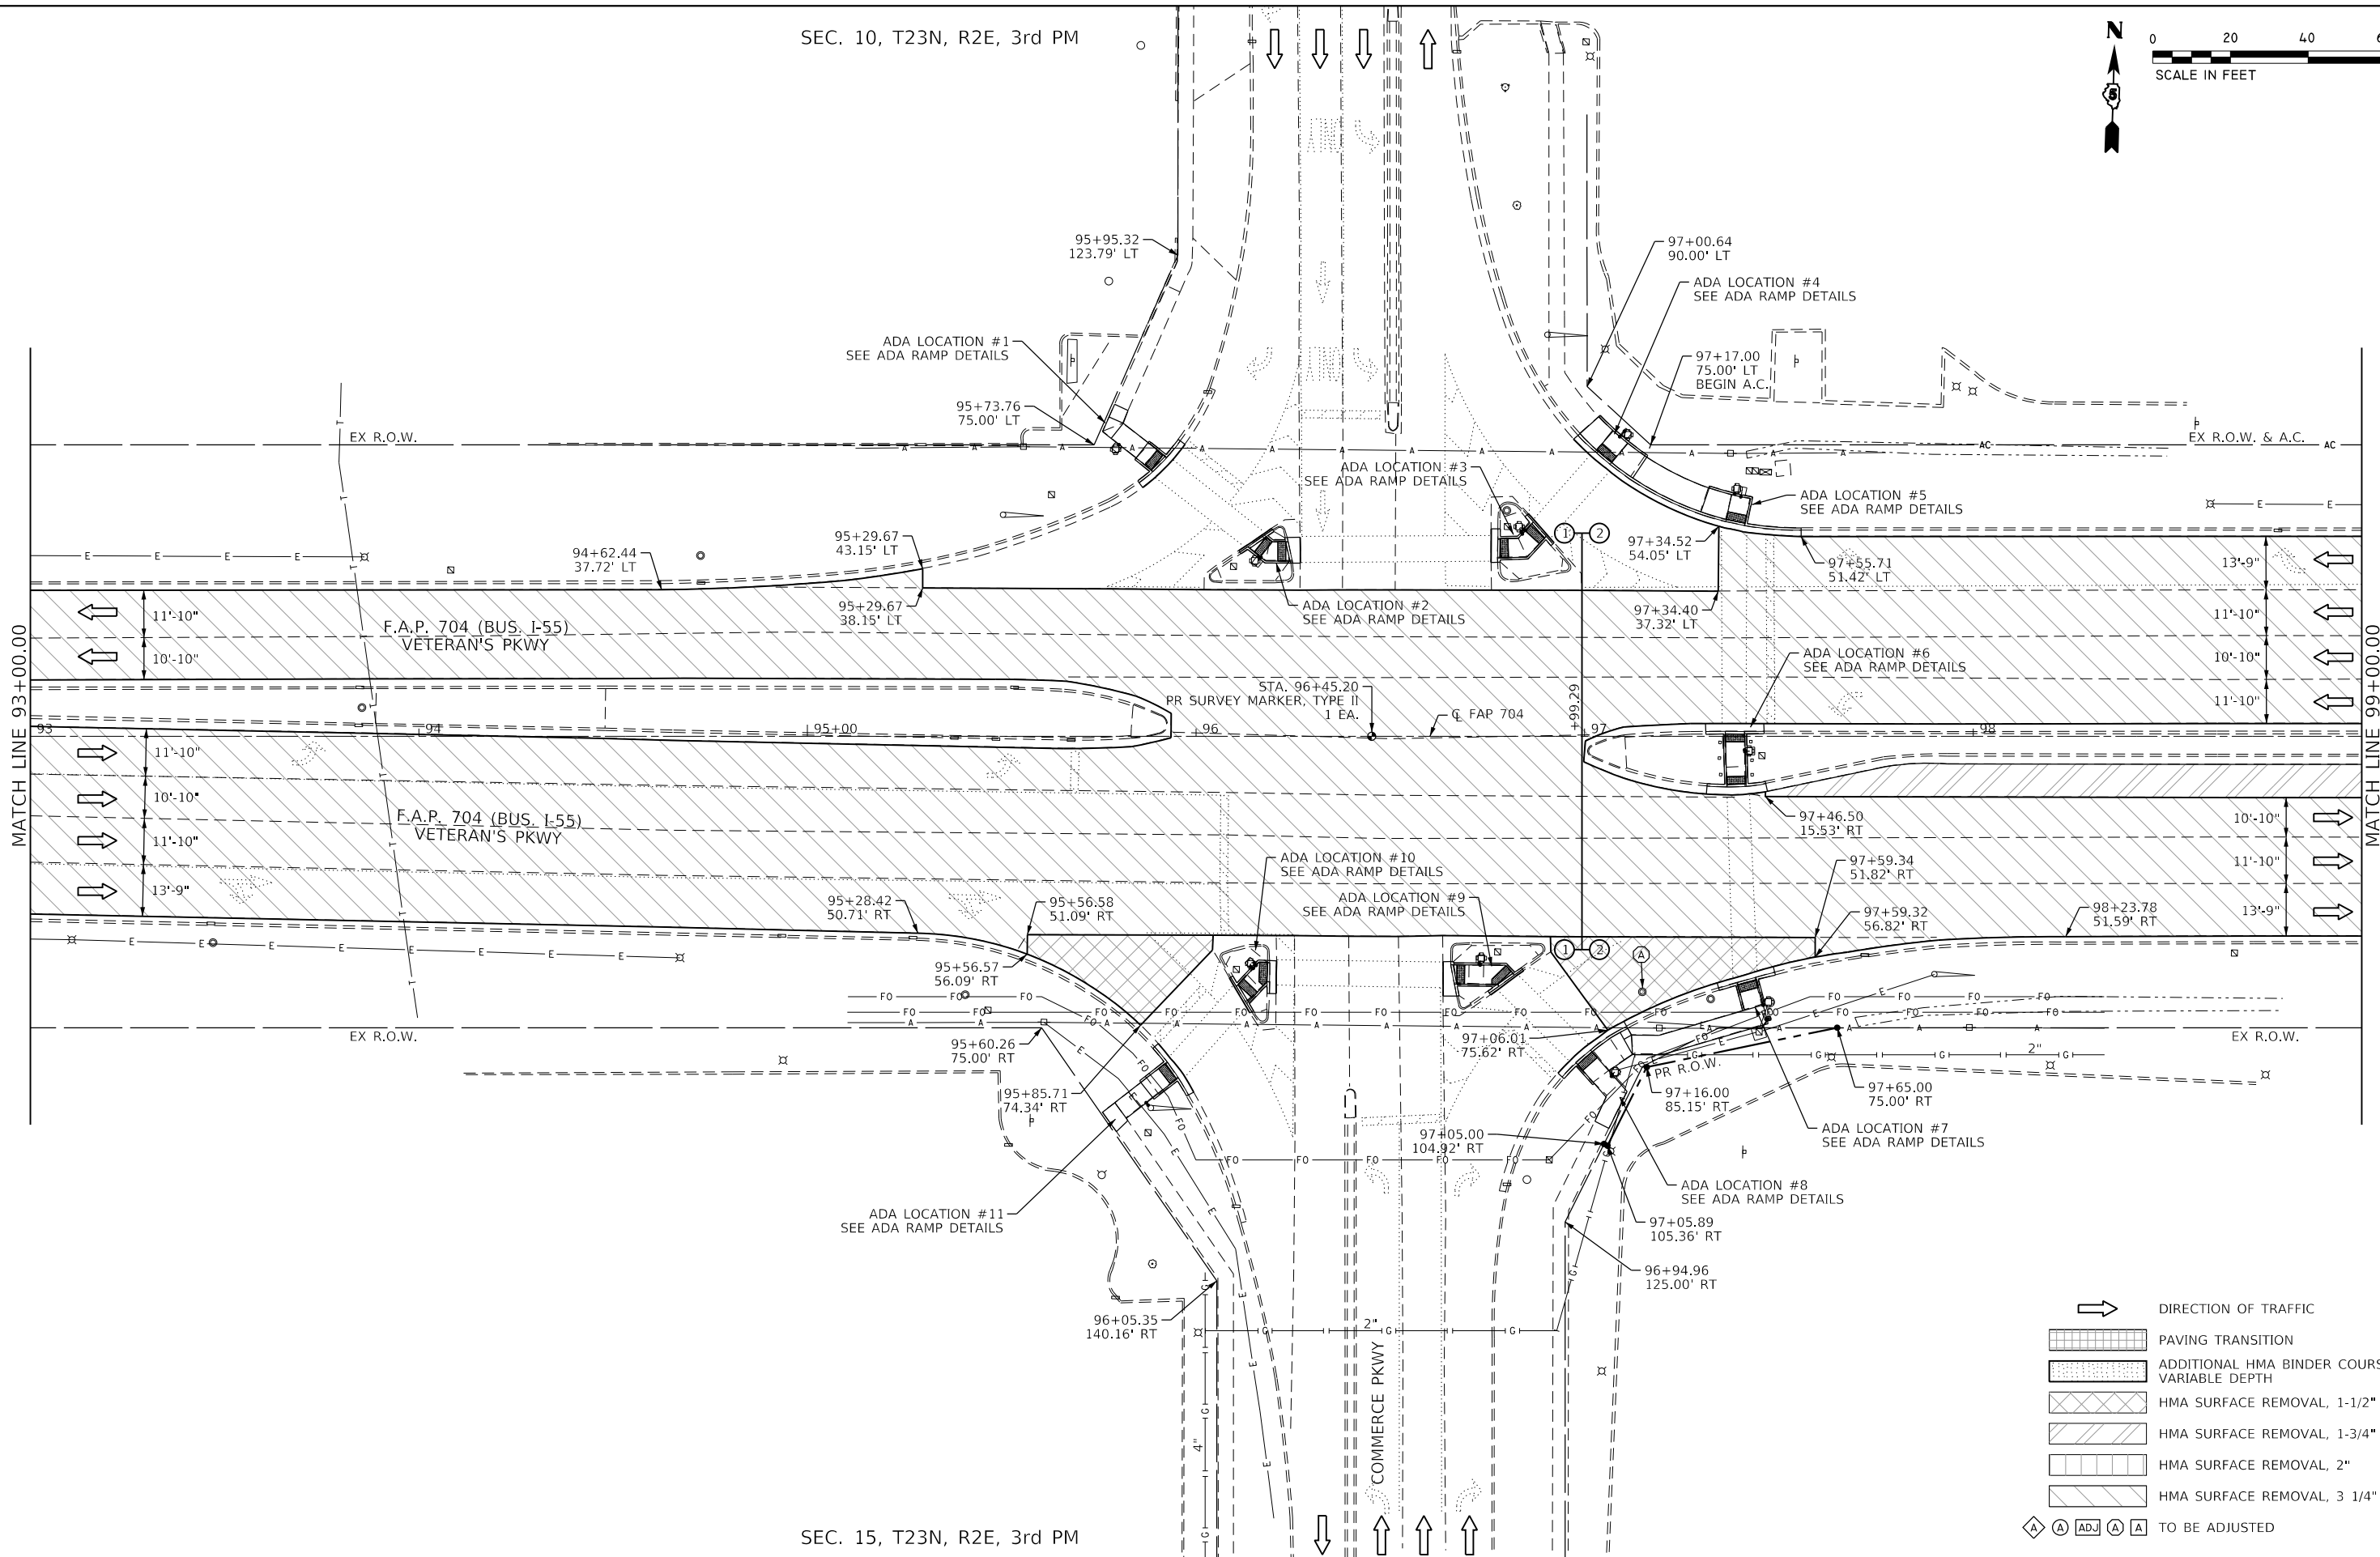 SEC. 10, T23N, R2E, 3rd PM
N
0 20 40
SCALE IN FEET
ONLY
95+95.32
123.79' LT
97+00.64
90.00' LT
ADA LOCATION #4
SEE ADA RAMP DETAILS
ADA LOCATION #1
SEE ADA RAMP DETAILS
ONLY
97+17.00
75.00' LT
BEGIN A.C.
95+73.76
75.00' LT
EX R.O.W.
EX R.O.W. & A.C.
AC
AC
ADA LOCATION #3
SEE ADA RAMP DETAILS
ADA LOCATION #5
SEE ADA RAMP DETAILS
95+29.67
43.15' LT
94+62.44
37.72' LT
1 2
97+34.52
54.05' LT
97+55.71
51.42' LT
13'-9"
11'-10"
95+29.67
38.15' LT
ADA LOCATION #2
SEE ADA RAMP DETAILS
97+34.40
37.32' LT
11'-10"
F.A.P. 704 (BUS. I-55)
VETERAN'S PKWY
10'-10"
ADA LOCATION #6
SEE ADA RAMP DETAILS
10'-10"
MATCH LINE 93+00.00
MATCH LINE 99+00.00
STA. 96+45.20
PR SURVEY MARKER, TYPE II
1 EA.
+99.29
℄ FAP 704
11'-10"
93
94
95+00
96
97
98
11'-10"
10'-10"
F.A.P. 704 (BUS. I-55)
VETERAN'S PKWY
97+46.50
15.53' RT
10'-10"
11'-10"
ADA LOCATION #10
SEE ADA RAMP DETAILS
97+59.34
51.82' RT
11'-10"
13'-9"
95+28.42
50.71' RT
95+56.58
51.09' RT
ADA LOCATION #9
SEE ADA RAMP DETAILS
97+59.32
56.82' RT
98+23.78
51.59' RT
13'-9"
1 2
A
95+56.57
56.09' RT
EX R.O.W.
EX R.O.W.
95+60.26
75.00' RT
97+06.01
75.62' RT
2"
PR R.O.W.
95+85.71
74.34' RT
97+16.00
85.15' RT
97+65.00
75.00' RT
97+05.00
104.92' RT
ADA LOCATION #7
SEE ADA RAMP DETAILS
ADA LOCATION #8
SEE ADA RAMP DETAILS
ADA LOCATION #11
SEE ADA RAMP DETAILS
97+05.89
105.36' RT
96+94.96
125.00' RT
96+05.35
140.16' RT
2"
4"
COMMERCE PKWY
DIRECTION OF TRAFFIC
PAVING TRANSITION
ADDITIONAL HMA BINDER
VARIABLE DEPTH
HMA SURFACE REMOVAL, 1-1/2"
HMA SURFACE REMOVAL, 1-3/4"
HMA SURFACE REMOVAL, 2"
HMA SURFACE REMOVAL, 3 1/4"
A A ADJ A A TO BE ADJUSTED
SEC. 15, T23N, R2E, 3rd PM